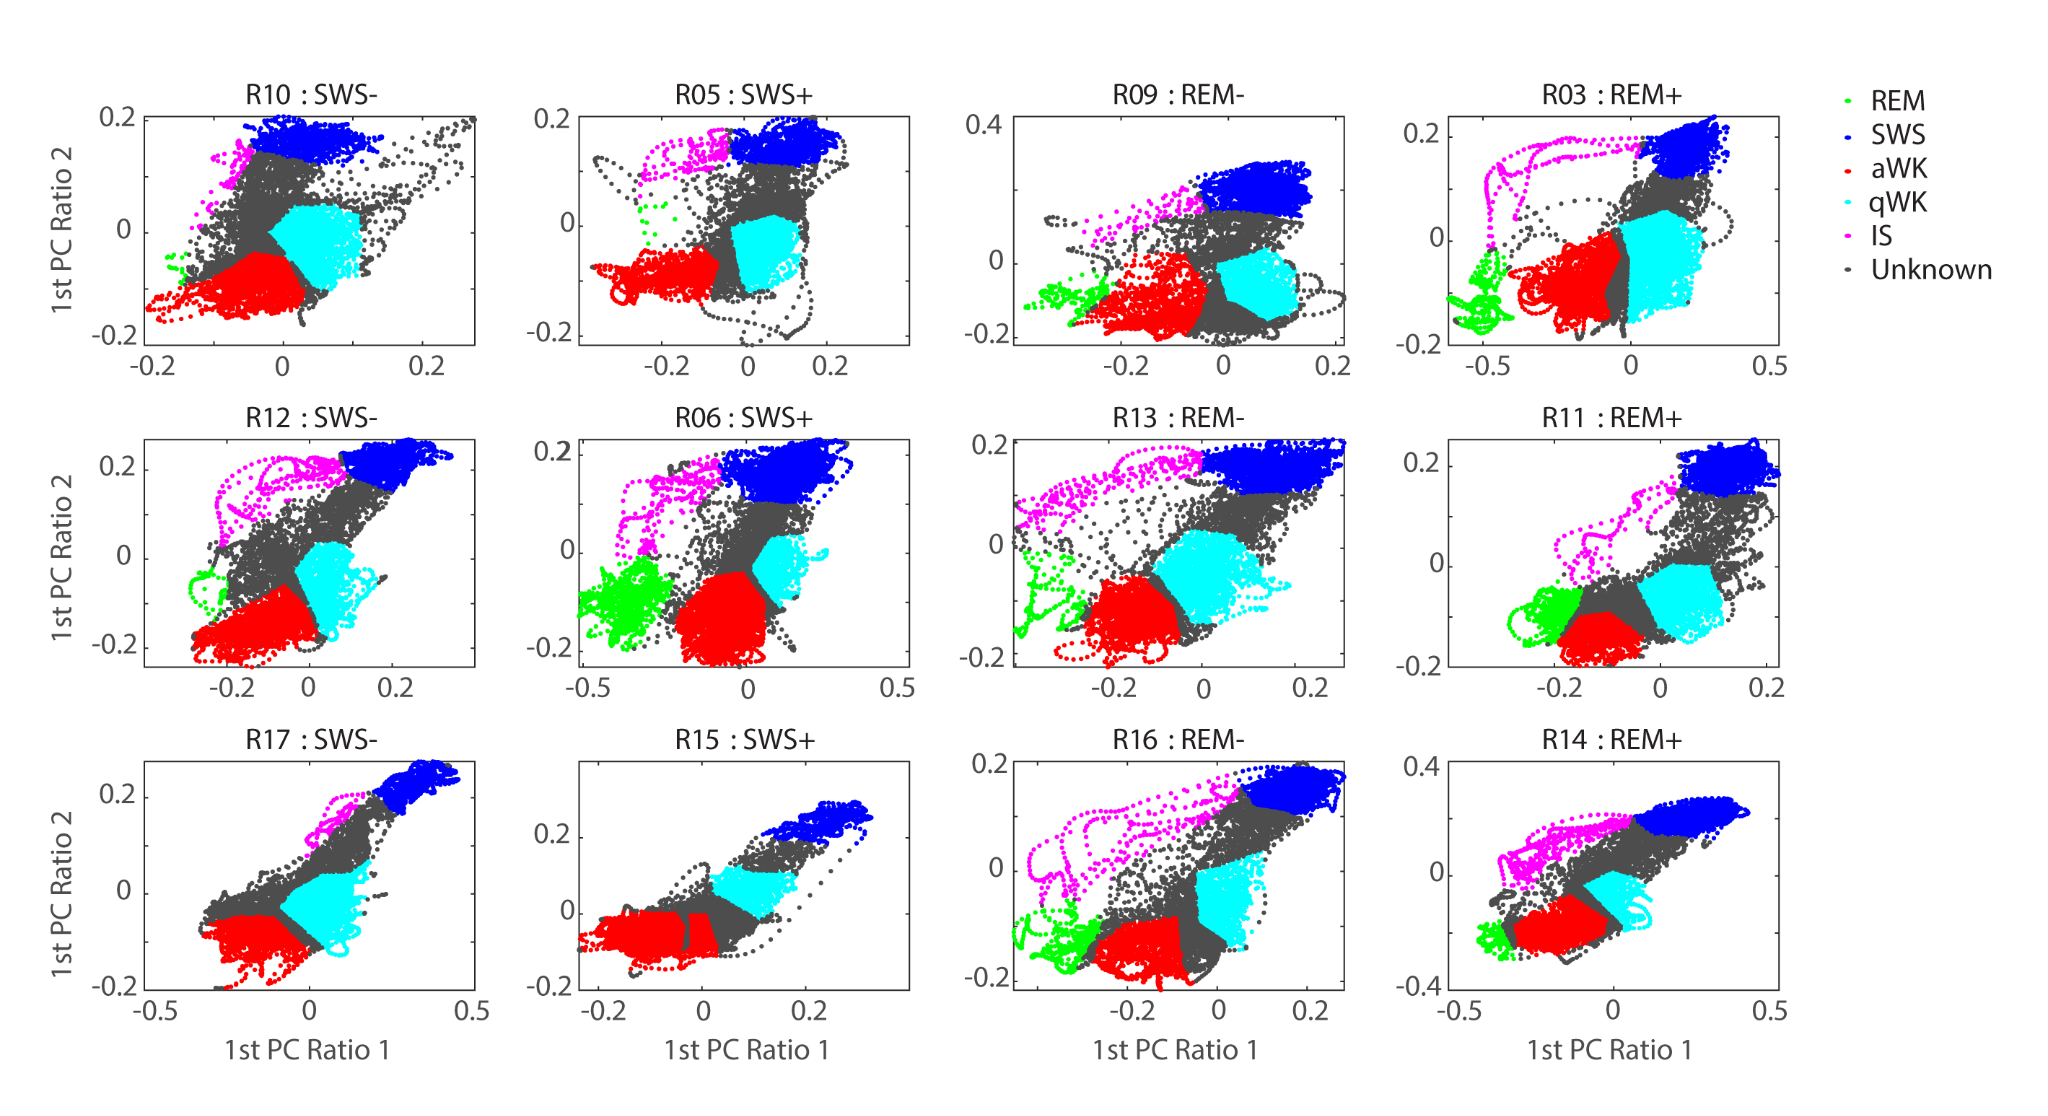 R10 : SWS-
R05 : SWS+
R09 : REM-
R03 : REM+
REM
SWS
aWK
qWK
IS
Unknown
1st PC Ratio 2
0.2
0
-0.2
-0.2
0
0.2
0.2
0
-0.2
-0.2
0
0.2
0.4
0
-0.2
-0.2
0
0.2
0.2
0
-0.2
-0.5
0
0.5
R12 : SWS-
R06 : SWS+
R13 : REM-
R11 : REM+
1st PC Ratio 2
0.2
0
-0.2
-0.2
0
0.2
0.2
0
-0.2
-0.5
0
0.5
0.2
0
-0.2
-0.2
0
0.2
0.2
0
-0.2
-0.2
0
0.2
R17 : SWS-
R15 : SWS+
R16 : REM-
R14 : REM+
1st PC Ratio 2
0.2
0
-0.2
-0.5
0
0.5
0.2
0
-0.2
-0.2
0
0.2
0.2
0
-0.2
-0.2
0
0.2
0.4
0
-0.4
-0.5
0
0.5
1st PC Ratio 1
1st PC Ratio 1
1st PC Ratio 1
1st PC Ratio 1